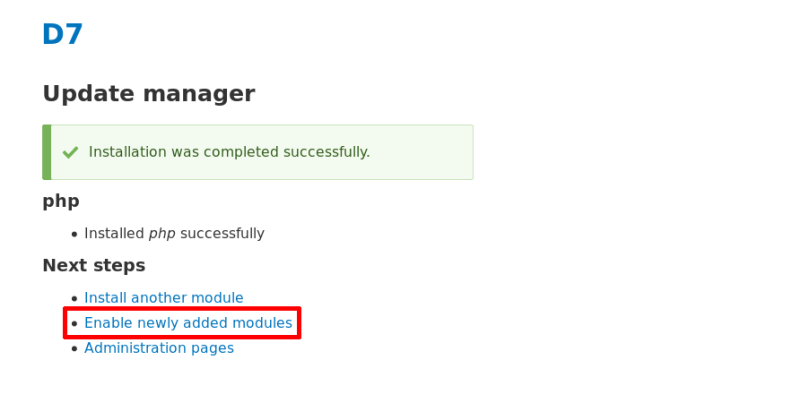 D7
Update manager
Installation was completed successfully.
php
Installed php successfully
Next steps
Install another module
Enable newly added modules
Administration pages